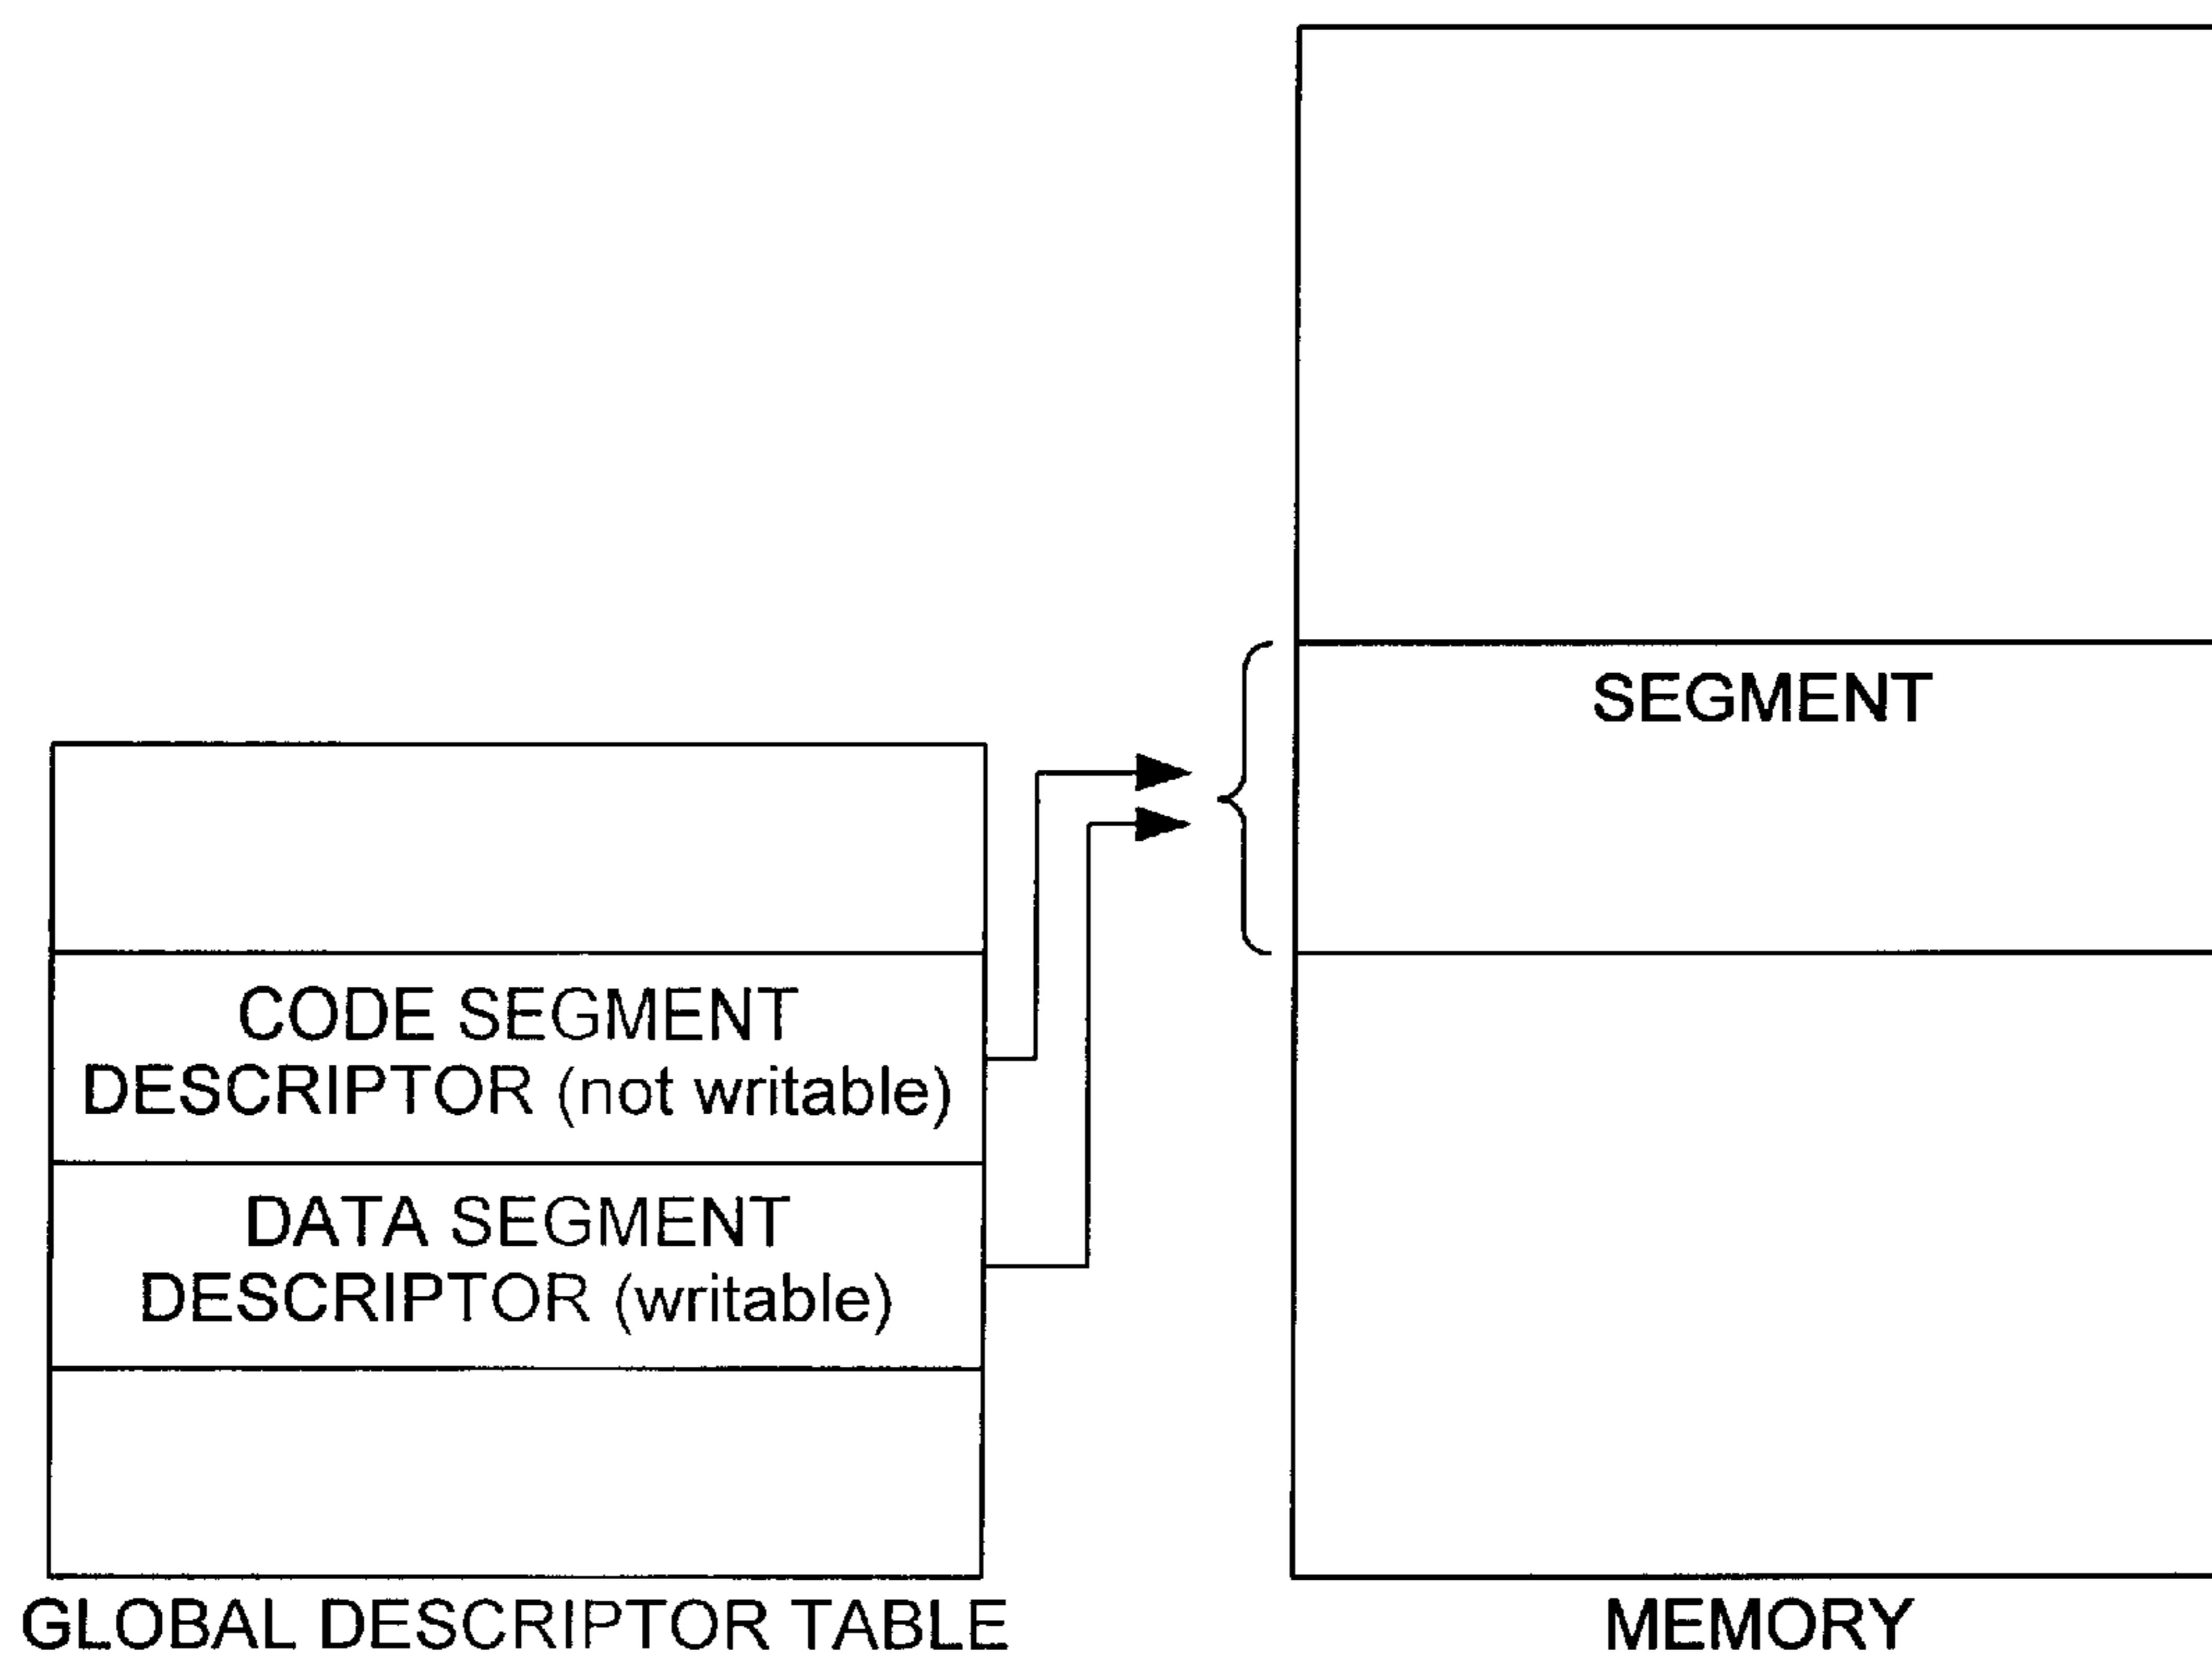 SEGMENT
CODE SEGMENT
DESCRIPTOR (not writable)
DATA SEGMENT
DESCRIPTOR (writable)
GLOBAL DESCRIPTOR TABLE
MEMORY